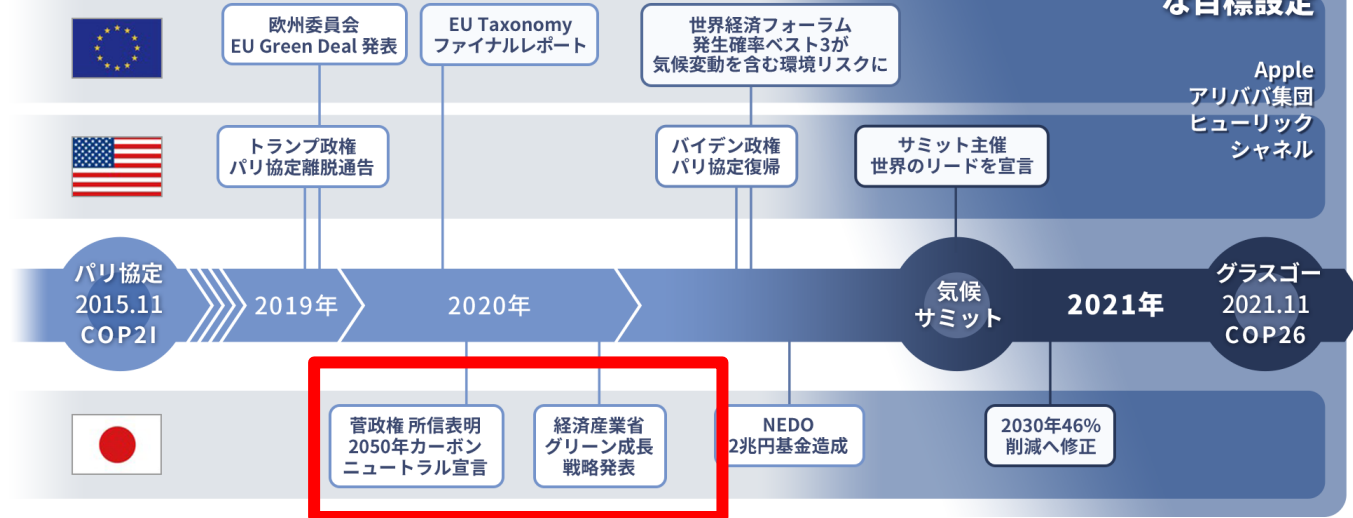 な目標設定
欧州委員会
EU Green Deal 発表
EU Taxonomy
ファイナルレポート
世界経済フォーラム
発生確率ベスト3が
気候変動を含む環境リスクに
Apple
アリババ集団
ヒューリック
シャネル
トランプ政権
パリ協定離脱通告
バイデン政権
パリ協定復帰
サミット主催
世界のリードを宣言
パリ協定
2015.11
COP21
2019年
2020年
気候
サミット
2021年
グラスゴー
2021.11
COP26
菅政権 所信表明
2050年カーボン
ニュートラル宣言
経済産業省
グリーン成長
戦略発表
NEDO
2兆円基金造成
2030年46%
削減へ修正